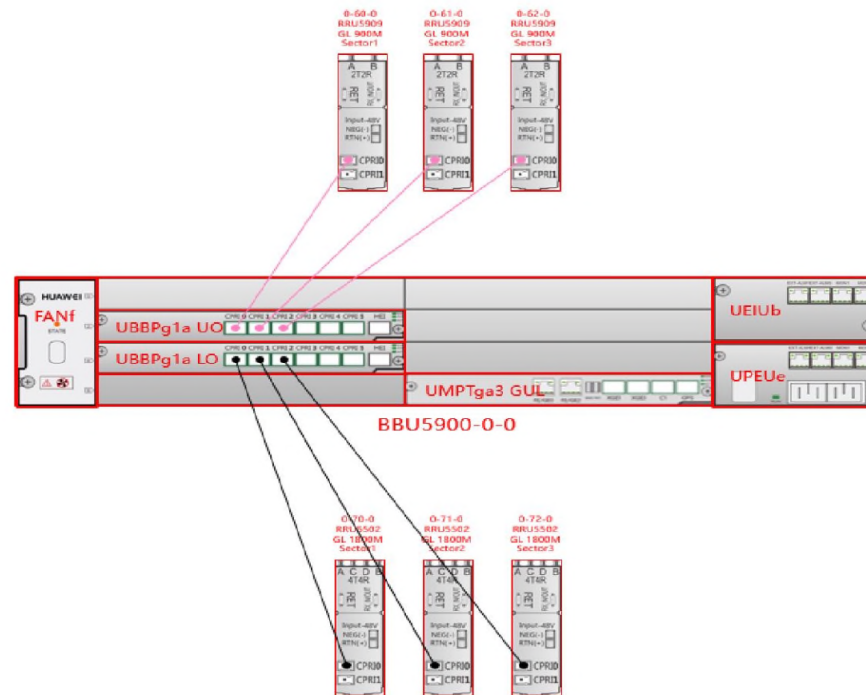 0-60-0
RRU5909
GL 900M
Sector1
0-61-0
RRU5909
GL 900M
Sector2
0-62-0
RRU5909
GL 900M
Sector3
A B
2T2R
RET
Input-48V
NEG(-)
RTN(+)
CPRI0
CPRI1
A B
2T2R
RET
Input-48V
NEG(-)
RTN(+)
CPRI0
CPRI1
A B
2T2R
RET
Input-48V
NEG(-)
RTN(+)
CPRI0
CPRI1
HUAWEI
FANf
STATE
UBBPg1a UO
CPRI 0 CPRI 1 CPRI 2 CPRI 3 CPRI 4 CPRI 5 HEI
UBBPg1a LO
CPRI 0 CPRI 1 CPRI 2 CPRI 3 CPRI 4 CPRI 5 HEI
UMPTga3 GUL
UEIUb
UPEUe
BBU5900-0-0
0-70-0
RRU5502
GL 1800M
Sector1
0-71-0
RRU5502
GL 1800M
Sector2
0-72-0
RRU5502
GL 1800M
Sector3
A C D B
4T4R
RET
Input-48V
NEG(-)
RTN(+)
CPRI0
CPRI1
A C D B
4T4R
RET
Input-48V
NEG(-)
RTN(+)
CPRI0
CPRI1
A C D B
4T4R
RET
Input-48V
NEG(-)
RTN(+)
CPRI0
CPRI1